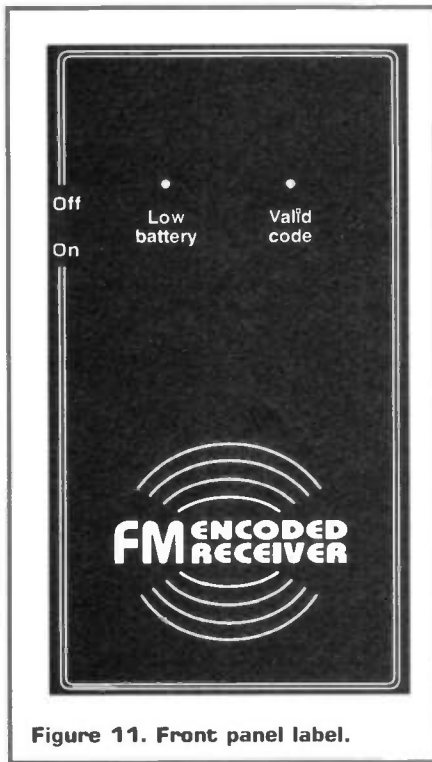 Off
On
Low
battery
Valid
code
FM ENCODED
RECEIVER
Figure 11. Front panel label.